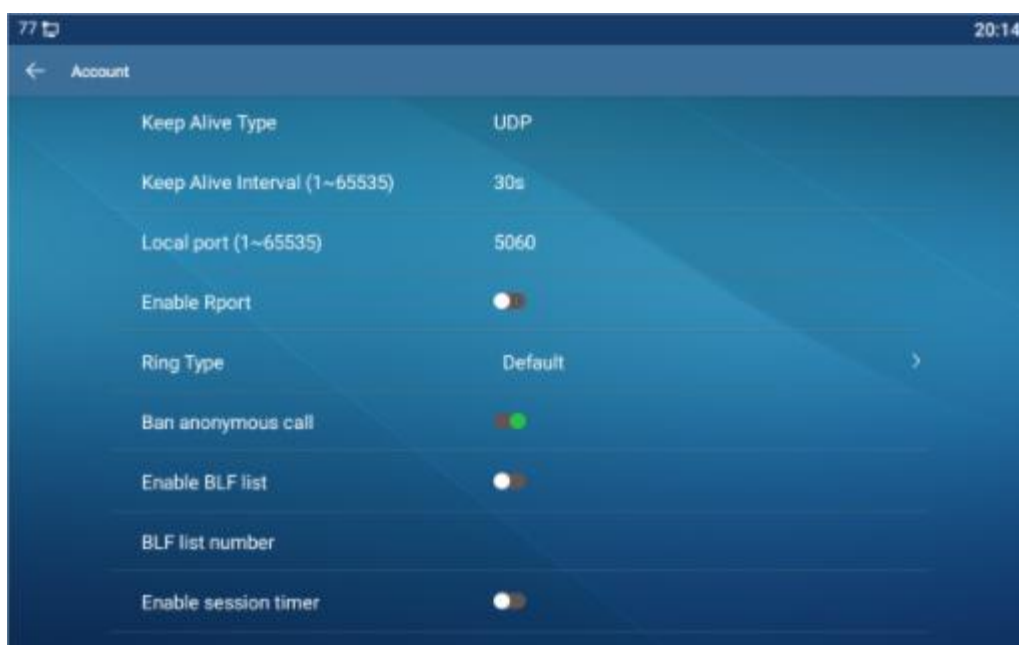 77 20:14
Account
Keep Alive Type UDP
Keep Alive Interval (1~65535) 30s
Local port (1~65535) 5060
Enable Rport
Ring Type Default
Ban anonymous call
Enable BLF list
BLF list number
Enable session timer